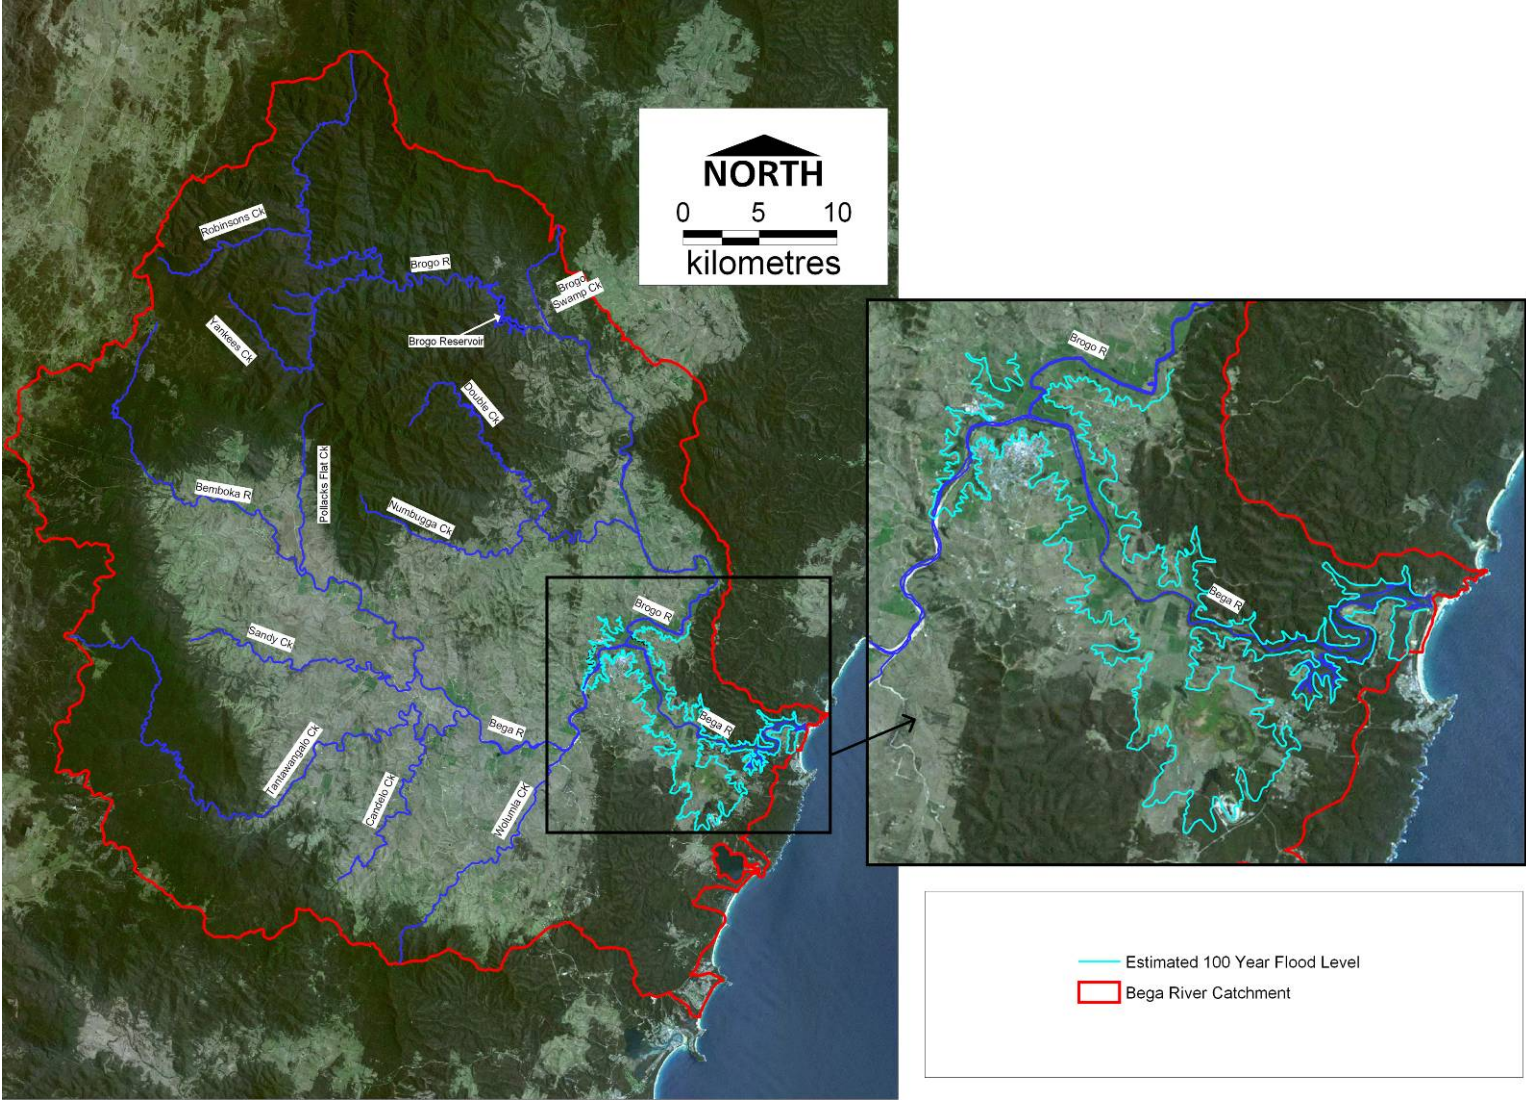 NORTH
0 5 10
kilometres
Robinsons Ck
Brogo R
Brogo
Swamp Ck
Yankees Ck
Brogo Reservoir
Double Ck
Pollacks Flat Ck
Bemboka R
Numbugga Ck
Brogo R
Sandy Ck
Bega R
Bega R
Tantawangalo Ck
Candelo Ck
Wolumla CK
Brogo R
Bega R
Estimated 100 Year Flood Level
Bega River Catchment